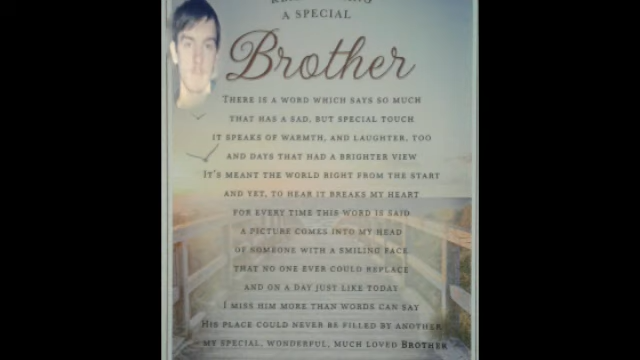 A SPECIAL
Brother
THERE IS A WORD WHICH SAYS SO MUCH
THAT HAS A SAD, BUT SPECIAL TOUCH
IT SPEAKS OF WARMTH, AND LAUGHTER, TOO
AND DAYS THAT HAD A BRIGHTER VIEW
IT'S MEANT THE WORLD RIGHT FROM THE START
AND YET, TO HEAR IT BREAKS MY HEART
FOR EVERY TIME THIS WORD IS SAID
A PICTURE COMES INTO MY HEAD
OF SOMEONE WITH A SMILING FACE
THAT NO ONE EVER COULD REPLACE
AND ON A DAY JUST LIKE TODAY
I MISS HIM MORE THAN WORDS CAN SAY
HIS PLACE COULD NEVER BE FILLED BY ANOTHER
MY SPECIAL, WONDERFUL, MUCH LOVED BROTHER